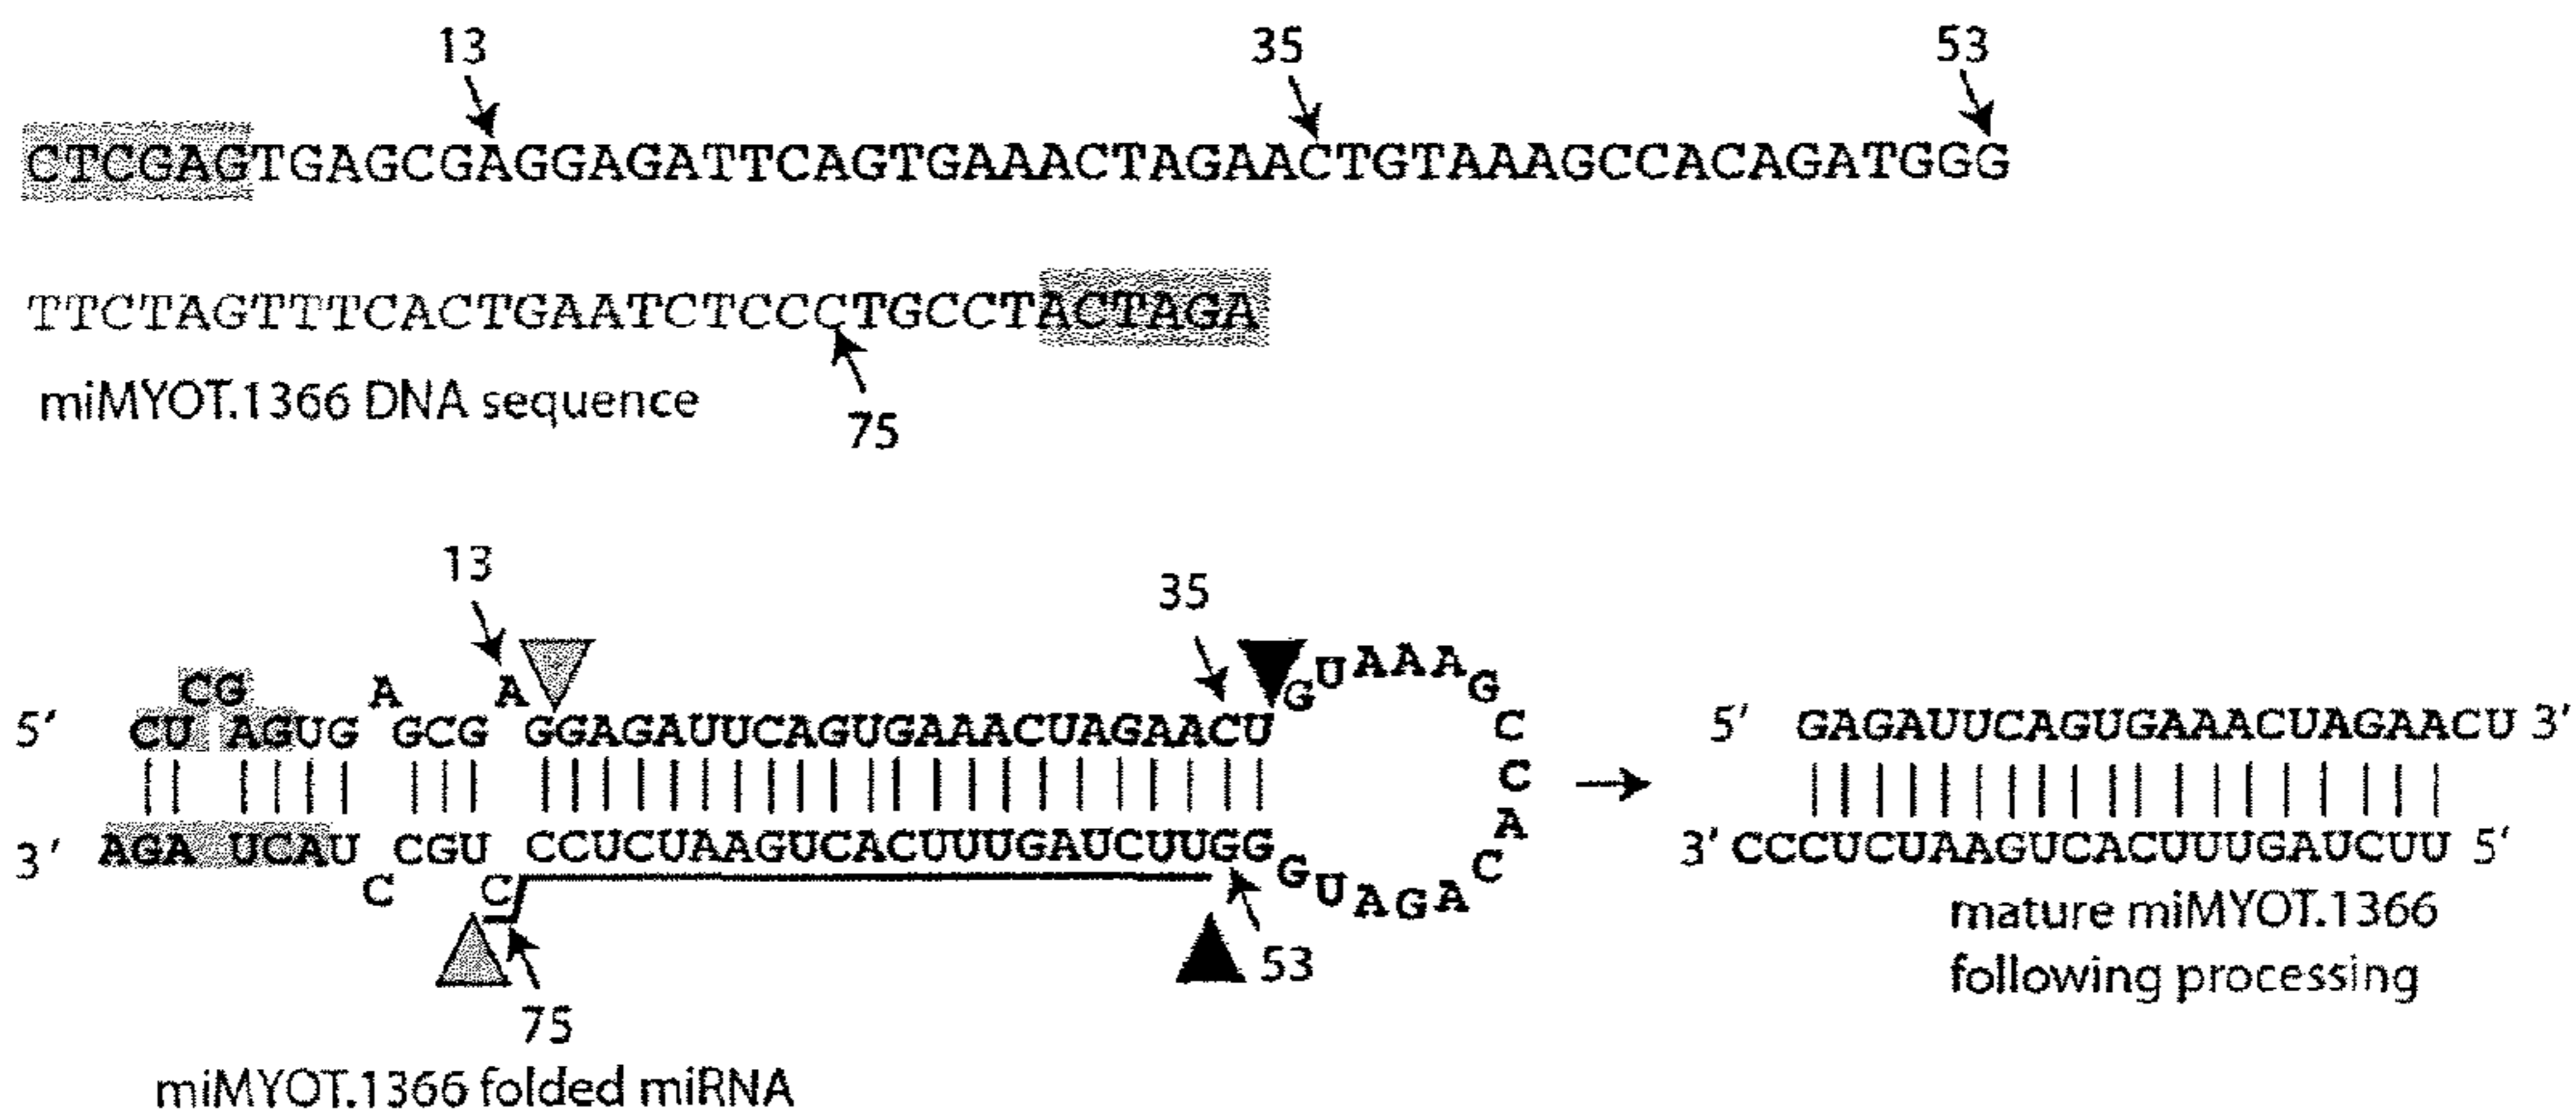 13 35 53
CTCGAGTGAGCGAGGAGATTCAGTGAAACTAGAACTGTAAAGCCACAGATGGG
TTCTAGTTTCACTGAATCTCCCTGCCTACTAGA
miMYOT.1366 DNA sequence
75
13 35
CG A A GUAAAG
5' CU AGUG GCG GGAGAUUCAGUGAAACUAGAACU C
C
A
3' AGA UCAU CGU CCUCUAAGUCACUUUGAUCUUGG
C C GUAGAC
53
75
miMYOT.1366 folded miRNA
5' GAGAUUCAGUGAAACUAGAACU 3'
3' CCCUCUAAGUCACUUUGAUCUU 5'
mature miMYOT.1366
following processing